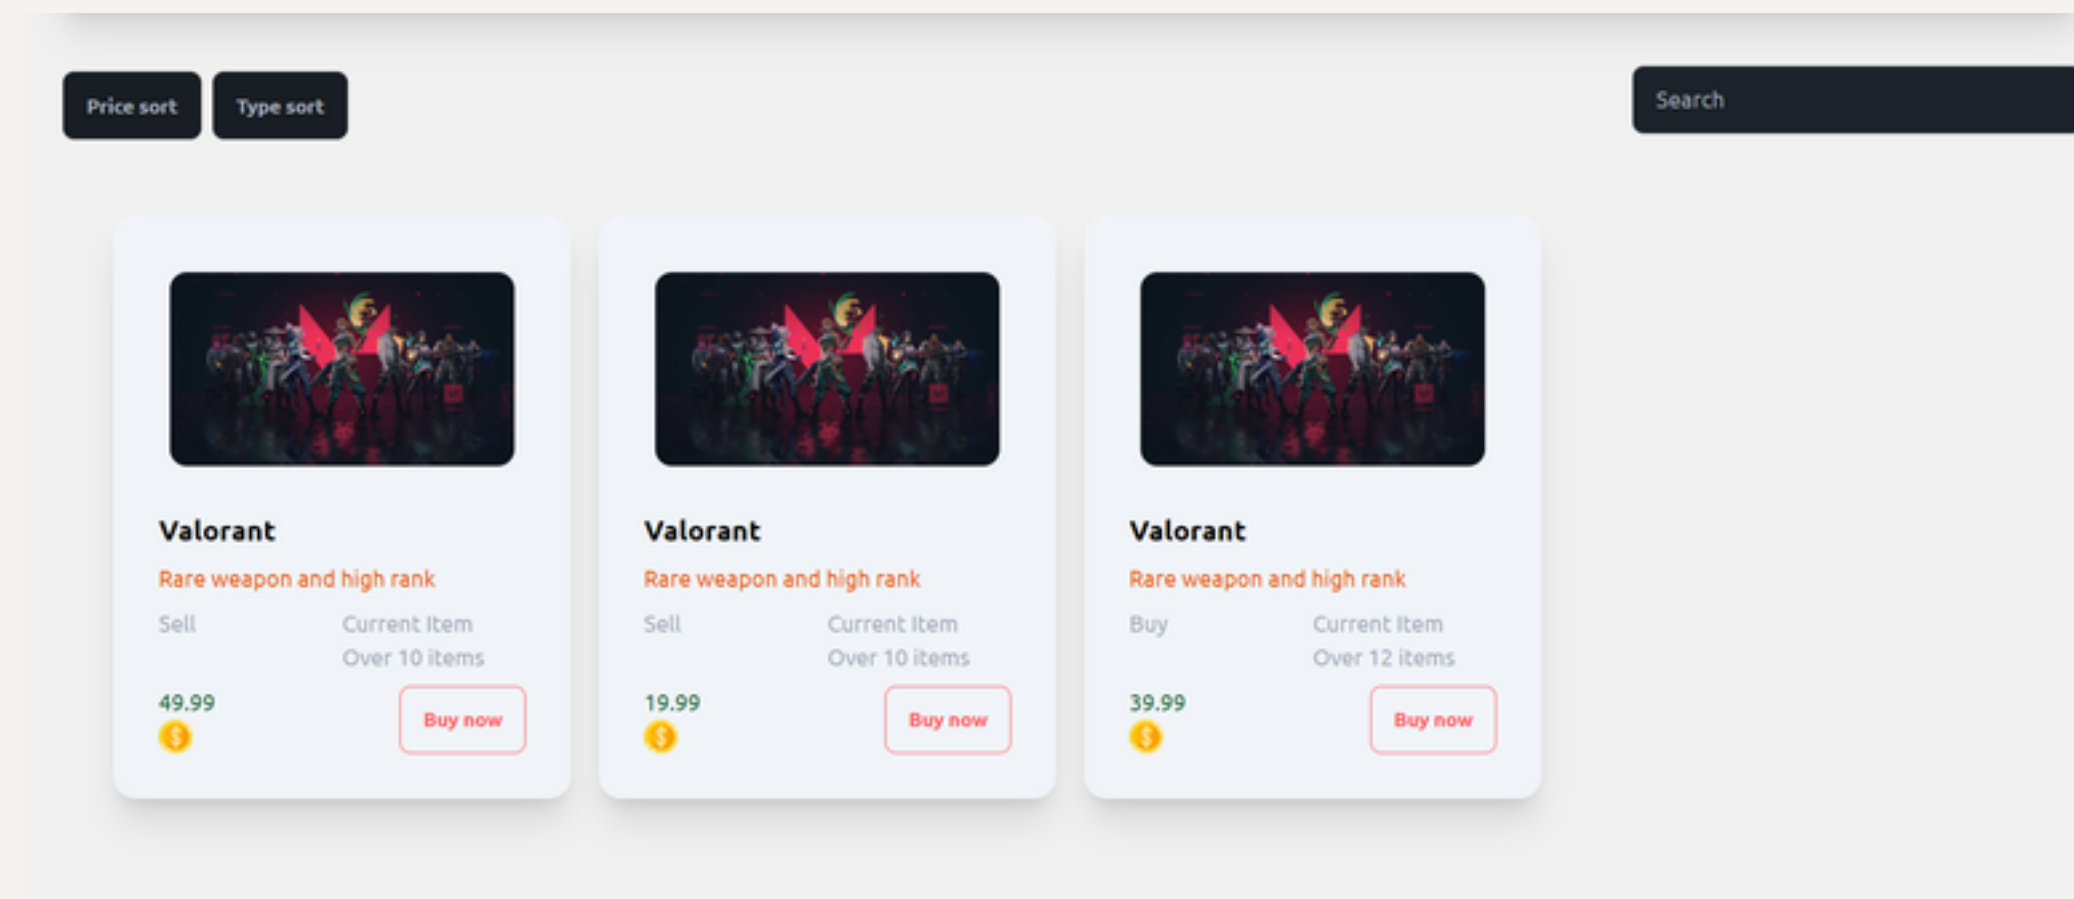 Price sort
Type sort
Search
Valorant
Rare weapon and high rank
Sell
Current Item
Over 10 items
49.99
Buy now
Valorant
Rare weapon and high rank
Sell
Current Item
Over 10 items
19.99
Buy now
Valorant
Rare weapon and high rank
Buy
Current Item
Over 12 items
39.99
Buy now